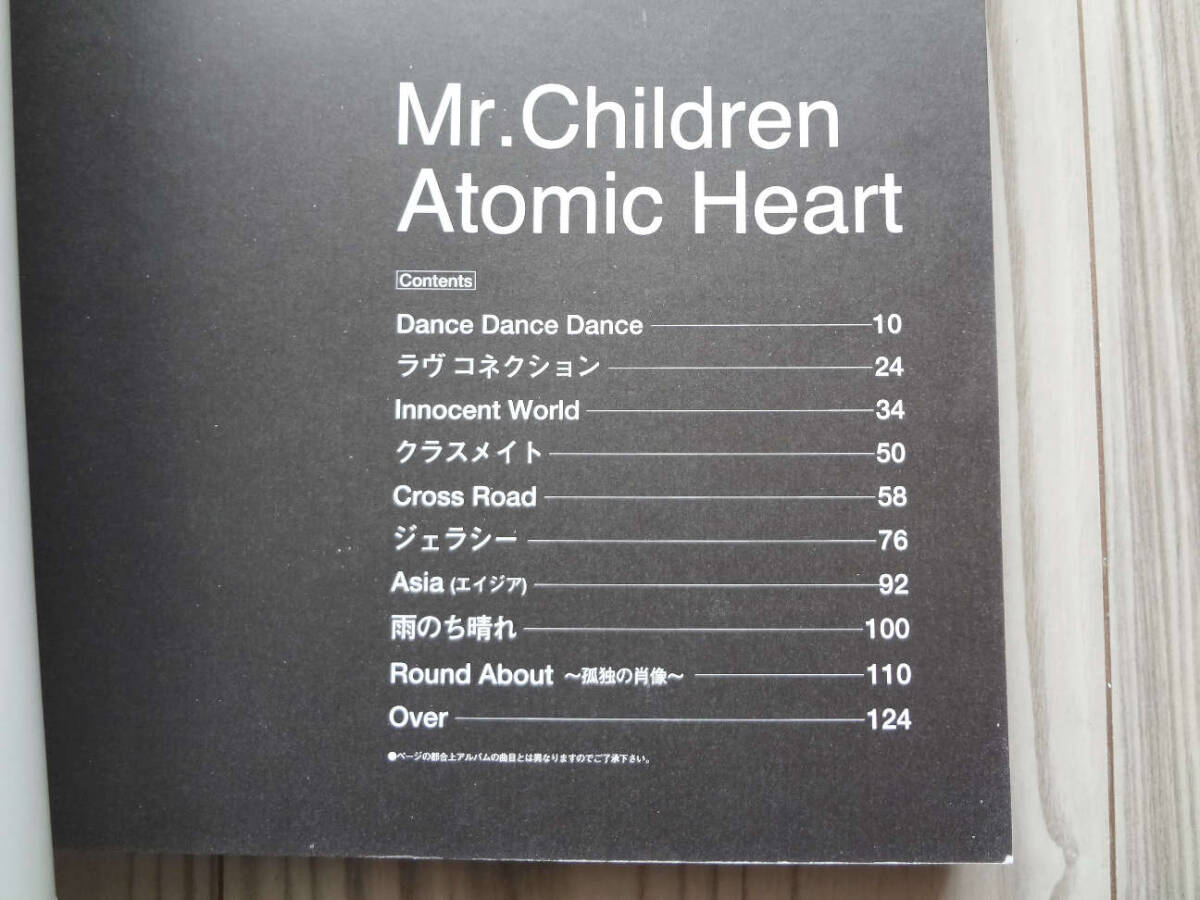 Mr.Children
Atomic Heart
Contents
Dance Dance Dance 10
ラヴ コネクション 24
Innocent World 34
クラスメイト 50
Cross Road 58
ジェラシー 76
Asia (エイジア) 92
雨のち晴れ 100
Round About ～孤独の肖像～ 110
Over 124
●ページの都合上アルバムの曲目とは異なりますのでご了承下さい。